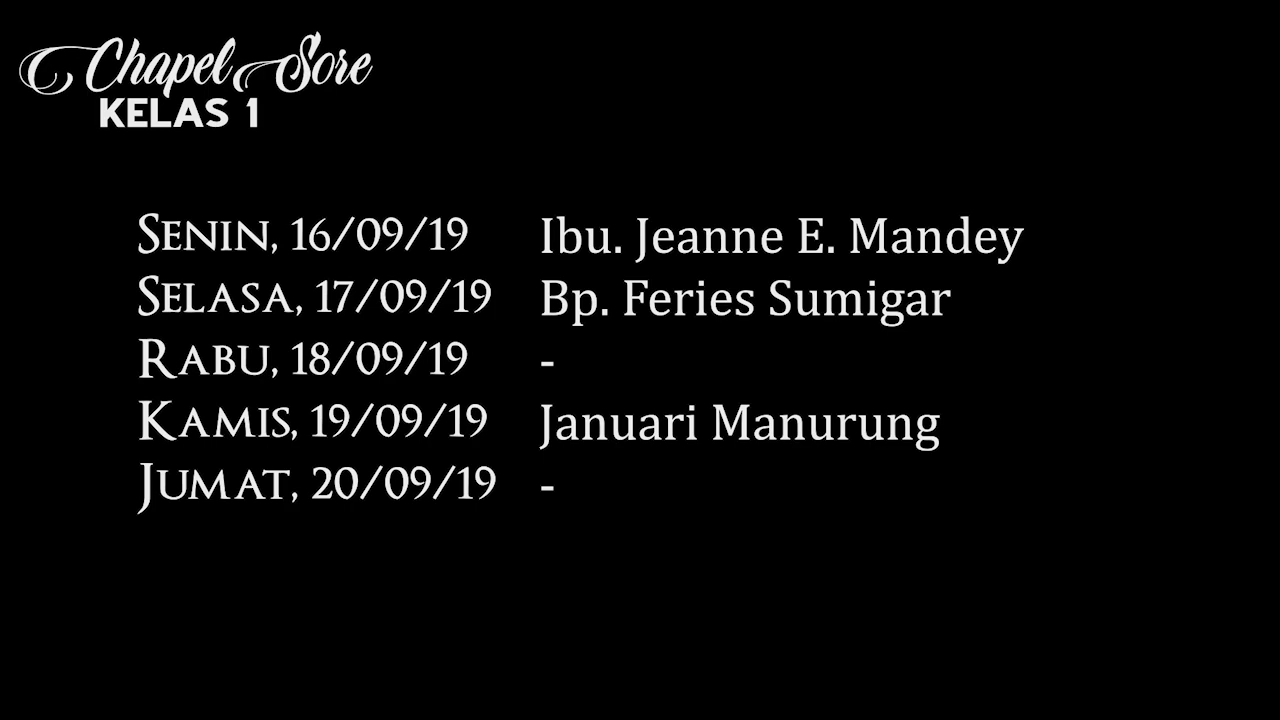 Chapel Sore
KELAS 1
SENIN, 16/09/19 Ibu. Jeanne E. Mandey
SELASA, 17/09/19 Bp. Feries Sumigar
RABU, 18/09/19 -
KAMIS, 19/09/19 Januari Manurung
JUMAT, 20/09/19 -